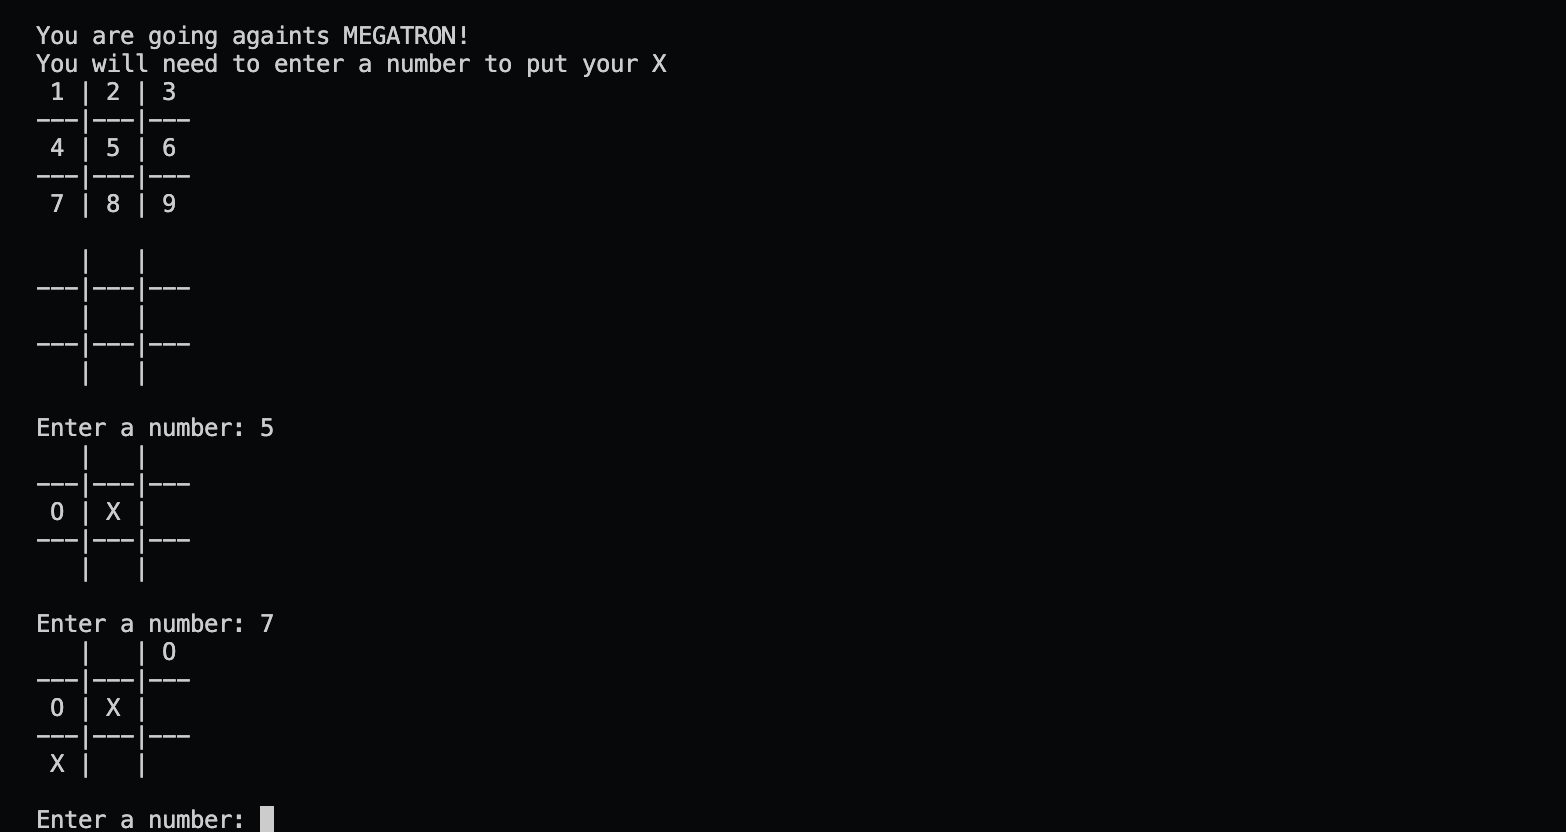 You are going againts MEGATRON!
You will need to enter a number to put your X
 1 | 2 | 3
---|---|---
 4 | 5 | 6
---|---|---
 7 | 8 | 9

   |   |
---|---|---
   |   |
---|---|---
   |   |

Enter a number: 5
   |   |
---|---|---
 O | X |
---|---|---
   |   |

Enter a number: 7
   |   | O
---|---|---
 O | X |
---|---|---
 X |   |

Enter a number: